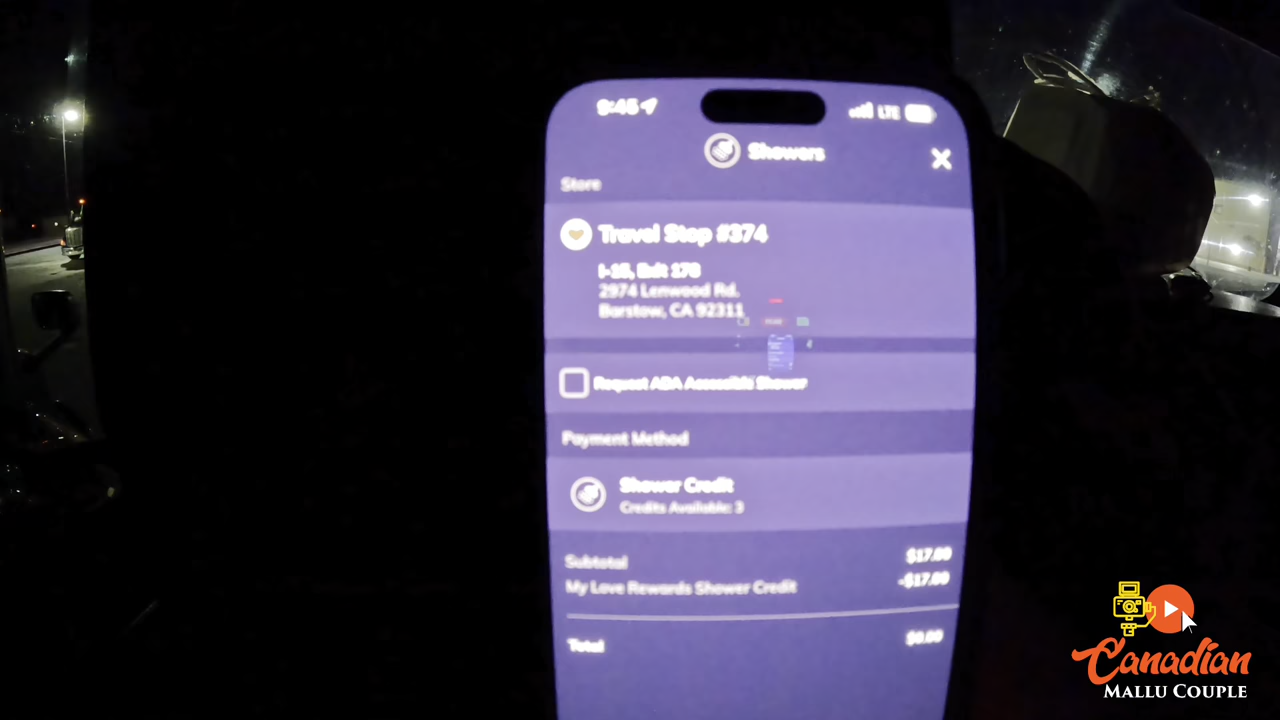 9:45
LTE
Showers
Store
Travel Stop #374
I-15, Exit 178
2974 Lenwood Rd.
Barstow, CA 92311
Request ADA Accessible Shower
Payment Method
Shower Credit
Credits Available: 3
Subtotal $17.00
My Love Rewards Shower Credit -$17.00
Total $0.00
Canadian
MALLU COUPLE